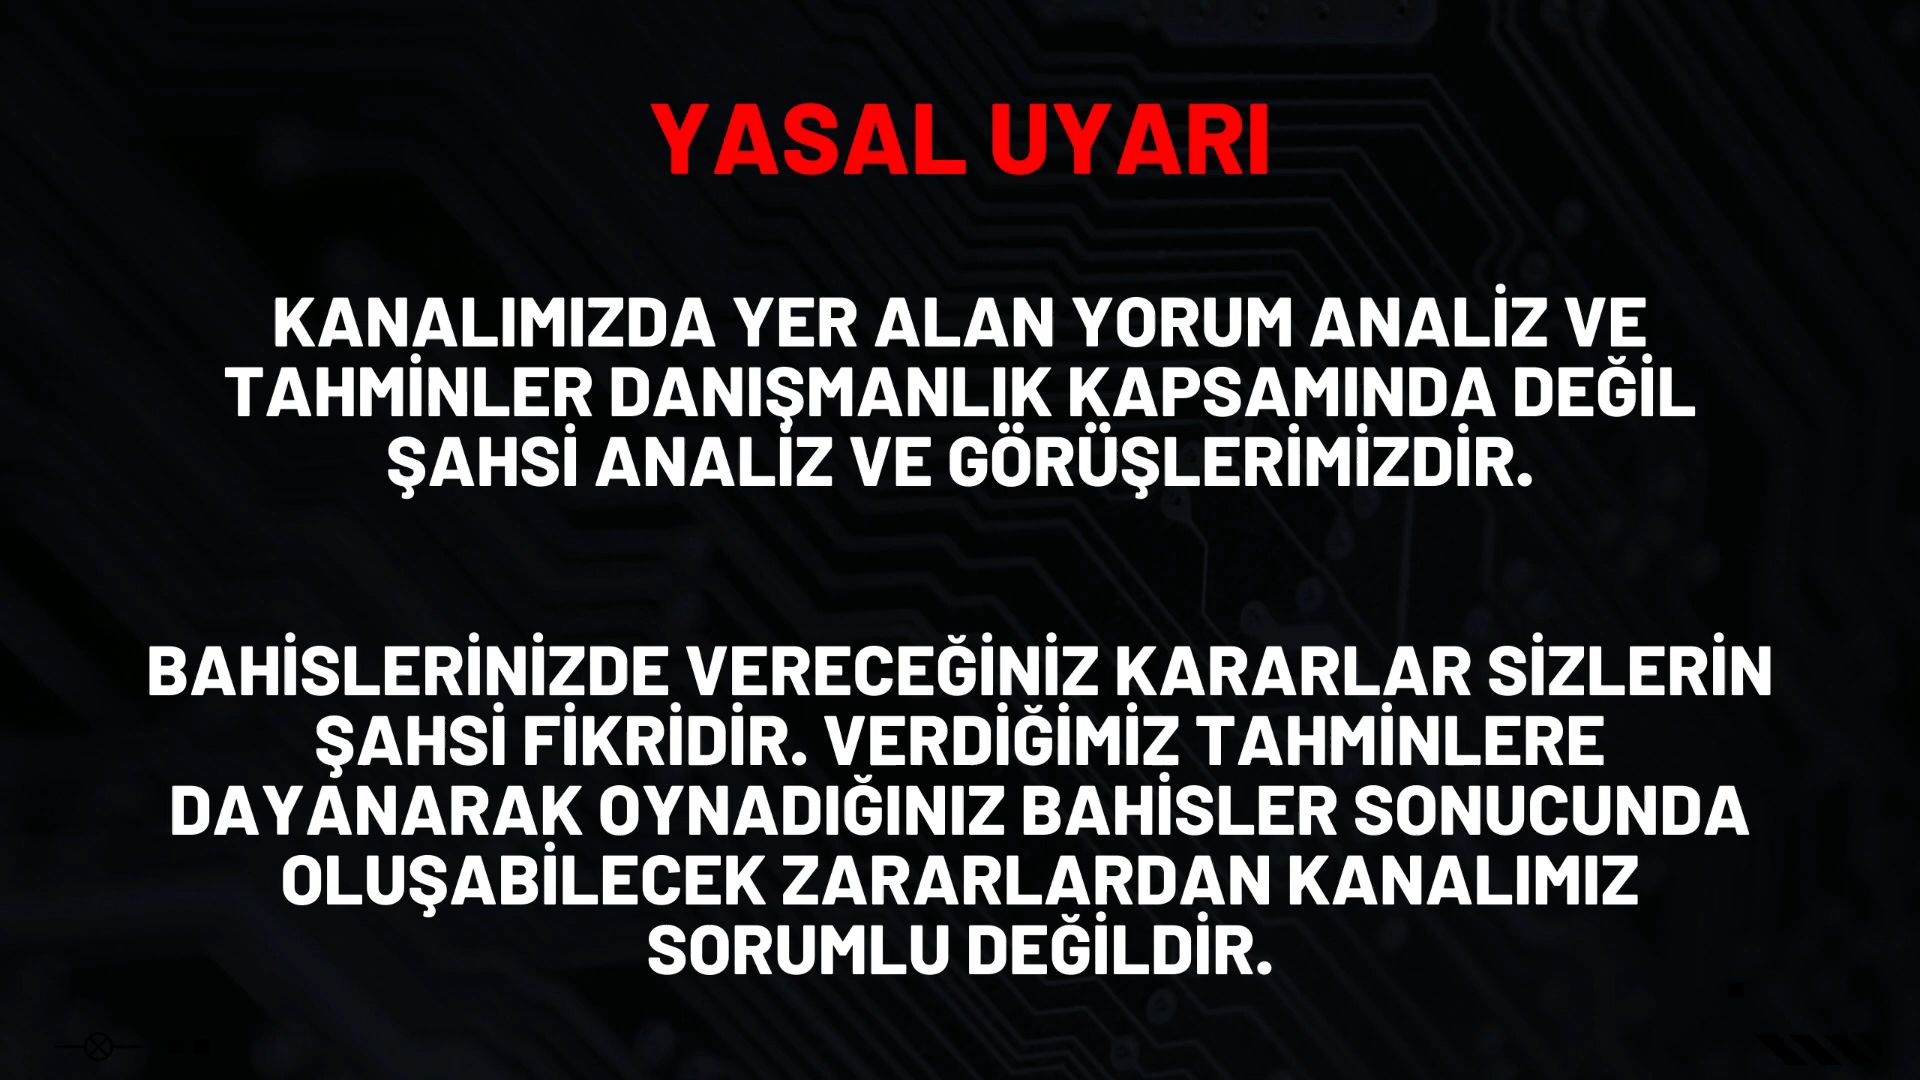 YASAL UYARI
KANALIMIZDA YER ALAN YORUM ANALİZ VE
TAHMİNLER DANIŞMANLIK KAPSAMINDA DEĞİL
ŞAHSİ ANALİZ VE GÖRÜŞLERİMİZDİR.
BAHİSLERİNİZDE VERECEĞİNİZ KARARLAR SİZLERİN
ŞAHSİ FİKRİDİR. VERDİĞİMİZ TAHMİNLERE
DAYANARAK OYNADIĞINIZ BAHİSLER SONUCUNDA
OLUŞABİLECEK ZARARLARDAN KANALIMIZ
SORUMLU DEĞİLDİR.